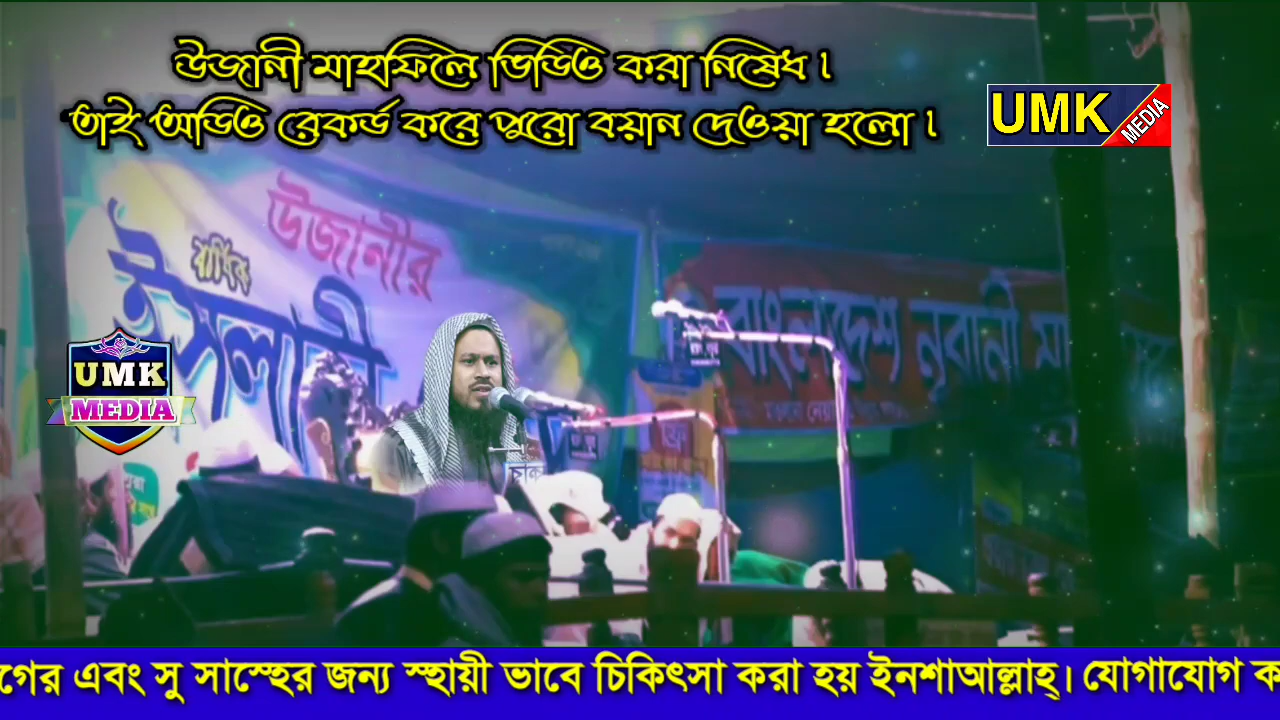 উজানী মাহফিলে ভিডিও করা নিষেধ।
তাই অডিও রেকর্ড করে পুরো বয়ান দেওয়া হলো।
UMK MEDIA
উজানীর
বার্ষিক
ইসলামী
বাংলাদেশ নূরানী
UMK
MEDIA
গের এবং সু সাস্হের জন্য স্হায়ী ভাবে চিকিৎসা করা হয় ইনশাআল্লাহ্। যোগাযোগ ক